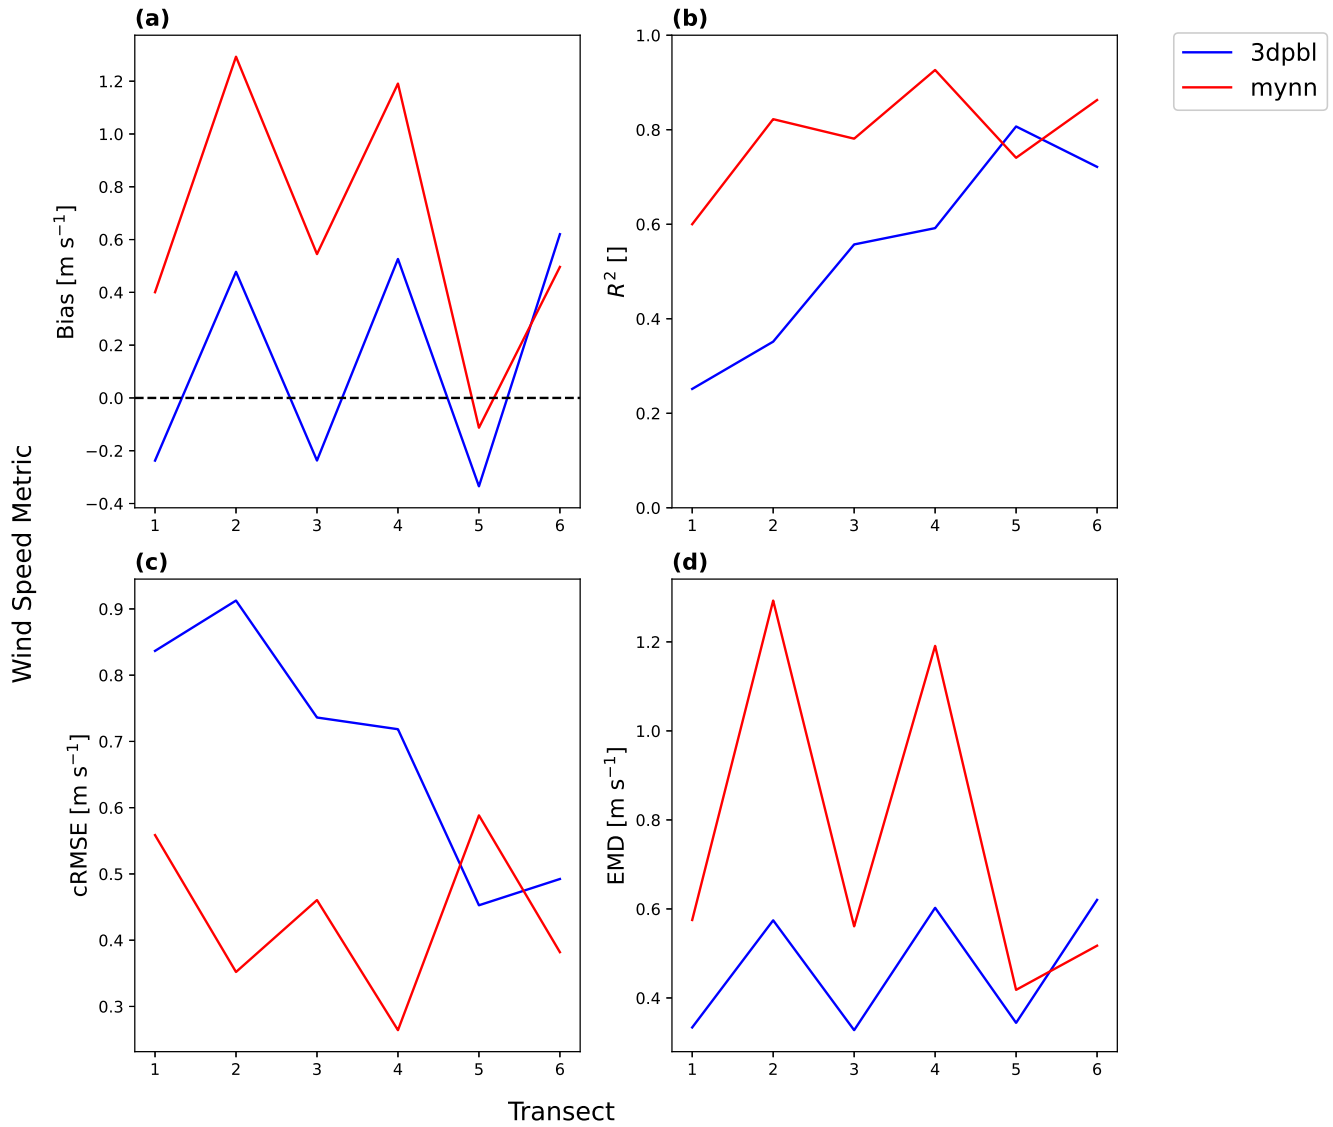 (a)
Bias [m s⁻¹]
1.2
1.0
0.8
0.6
0.4
0.2
0.0
−0.2
−0.4
1 2 3 4 5 6
(b)
R² []
1.0
0.8
0.6
0.4
0.2
0.0
1 2 3 4 5 6
3dpbl
mynn
Wind Speed Metric
(c)
cRMSE [m s⁻¹]
0.9
0.8
0.7
0.6
0.5
0.4
0.3
1 2 3 4 5 6
(d)
EMD [m s⁻¹]
1.2
1.0
0.8
0.6
0.4
1 2 3 4 5 6
Transect